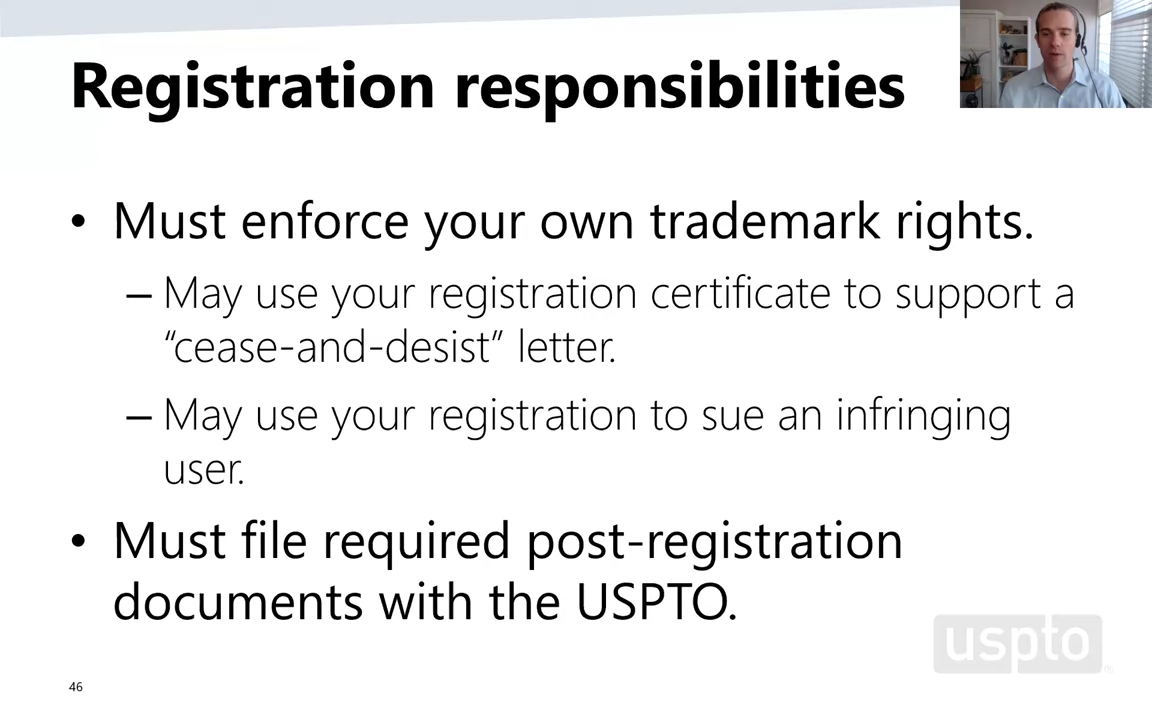 Registration responsibilities
• Must enforce your own trademark rights.
– May use your registration certificate to support a
“cease-and-desist” letter.
– May use your registration to sue an infringing
user.
• Must file required post-registration
documents with the USPTO.
uspto®
46